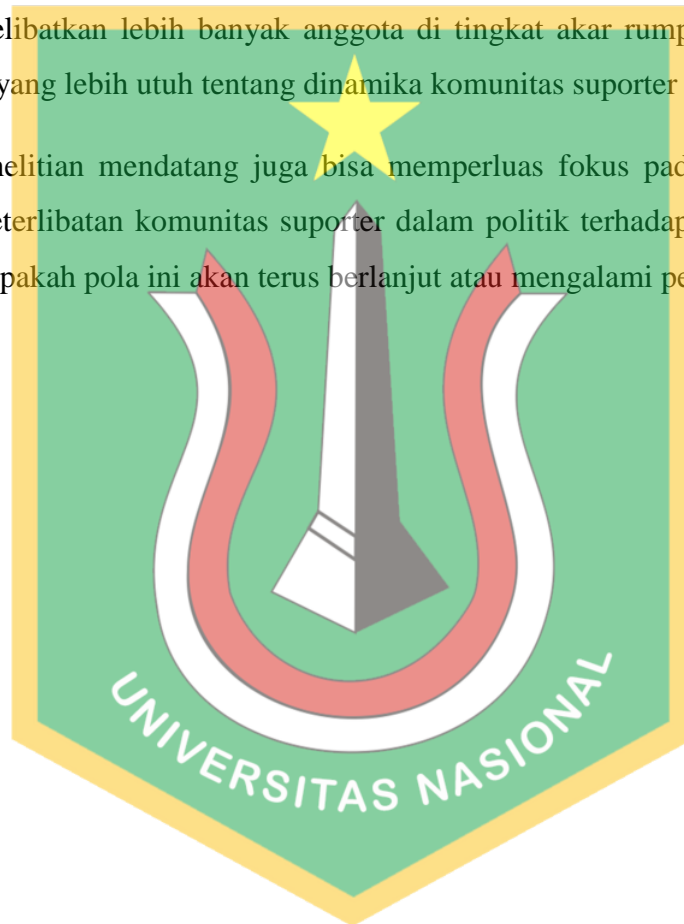 elibatkan lebih banyak anggota di tingkat akar rump
yang lebih utuh tentang dinamika komunitas suporter
nelitian mendatang juga bisa memperluas fokus pad
eterlibatan komunitas suporter dalam politik terhadap
pakah pola ini akan terus berlanjut atau mengalami pe
UNIVERSITAS NASIONAL